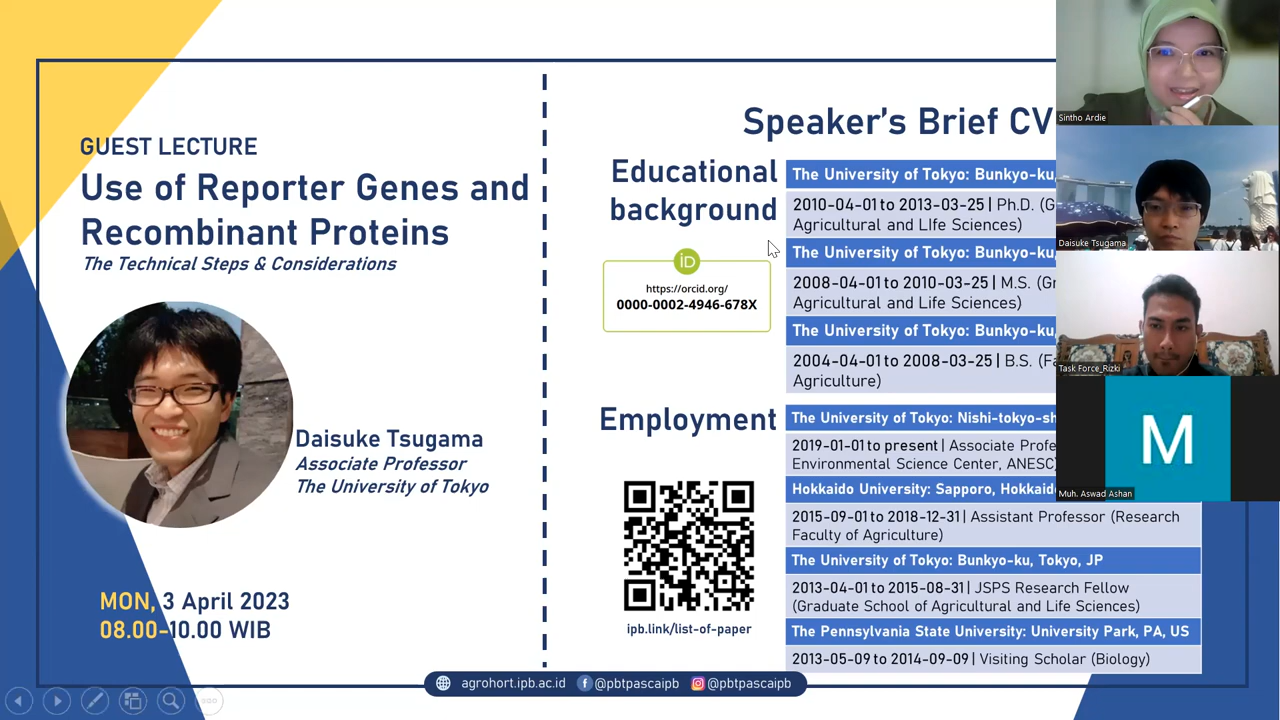 GUEST LECTURE
Use of Reporter Genes and
Recombinant Proteins
The Technical Steps & Considerations
Daisuke Tsugama
Associate Professor
The University of Tokyo
MON, 3 April 2023
08.00-10.00 WIB
Speaker's Brief CV
Educational
background
iD
https://orcid.org/
0000-0002-4946-678X
The University of Tokyo: Bunkyo-ku,
2010-04-01 to 2013-03-25 | Ph.D. (G
Agricultural and LIfe Sciences)
The University of Tokyo: Bunkyo-ku,
2008-04-01 to 2010-03-25 | M.S. (Gr
Agricultural and Life Sciences)
The University of Tokyo: Bunkyo-ku,
2004-04-01 to 2008-03-25 | B.S. (Fa
Agriculture)
Employment
ipb.link/list-of-paper
The University of Tokyo: Nishi-tokyo-sh
2019-01-01 to present | Associate Profe
Environmental Science Center, ANESC)
Hokkaido University: Sapporo, Hokkaido
2015-09-01 to 2018-12-31 | Assistant Professor (Research
Faculty of Agriculture)
The University of Tokyo: Bunkyo-ku, Tokyo, JP
2013-04-01 to 2015-08-31 | JSPS Research Fellow
(Graduate School of Agricultural and Life Sciences)
The Pennsylvania State University: University Park, PA, US
2013-05-09 to 2014-09-09 | Visiting Scholar (Biology)
agrohort.ipb.ac.id @pbtpascaipb @pbtpascaipb
Sintho Ardie
Daisuke Tsugama
Task Force_Rizki
M
Muh. Aswad Ashan